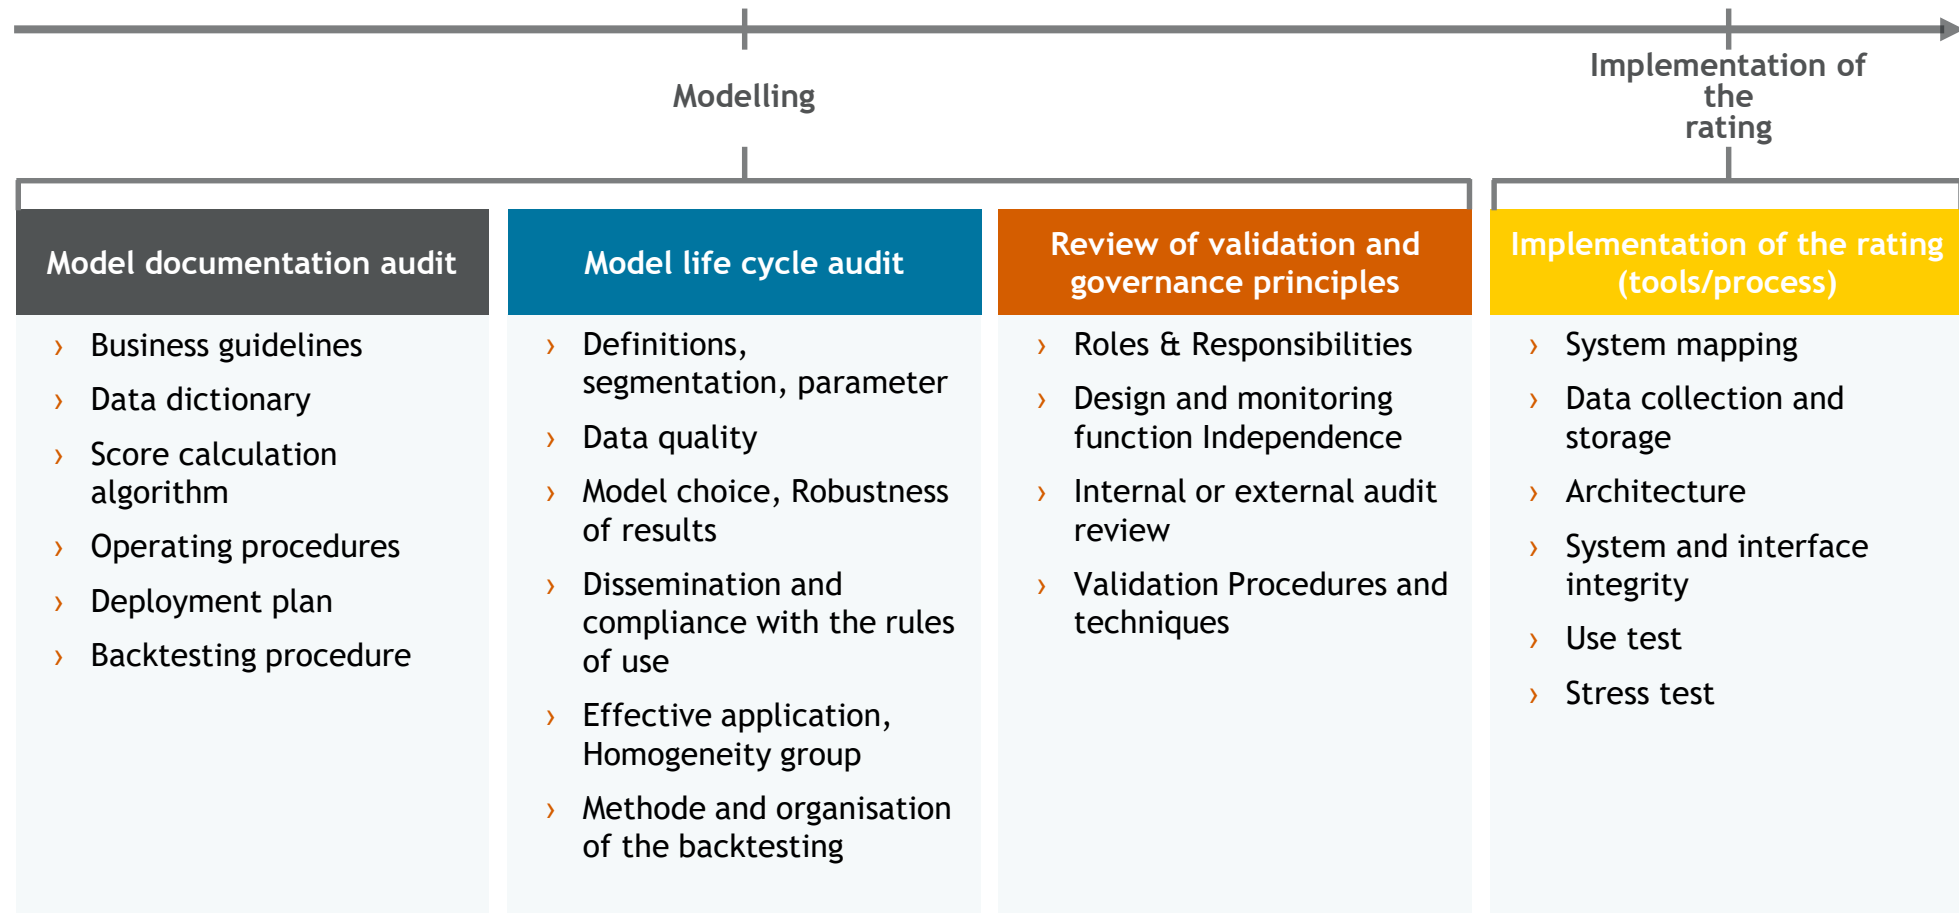 Modelling
Implementation of
the
rating
Model documentation audit
› Business guidelines
› Data dictionary
› Score calculation
algorithm
› Operating procedures
› Deployment plan
› Backtesting procedure
Model life cycle audit
› Definitions,
segmentation, parameter
› Data quality
› Model choice, Robustness
of results
› Dissemination and
compliance with the rules
of use
› Effective application,
Homogeneity group
› Methode and organisation
of the backtesting
Review of validation and
governance principles
› Roles & Responsibilities
› Design and monitoring
function Independence
› Internal or external audit
review
› Validation Procedures and
techniques
Implementation of the rating
(tools/process)
› System mapping
› Data collection and
storage
› Architecture
› System and interface
integrity
› Use test
› Stress test